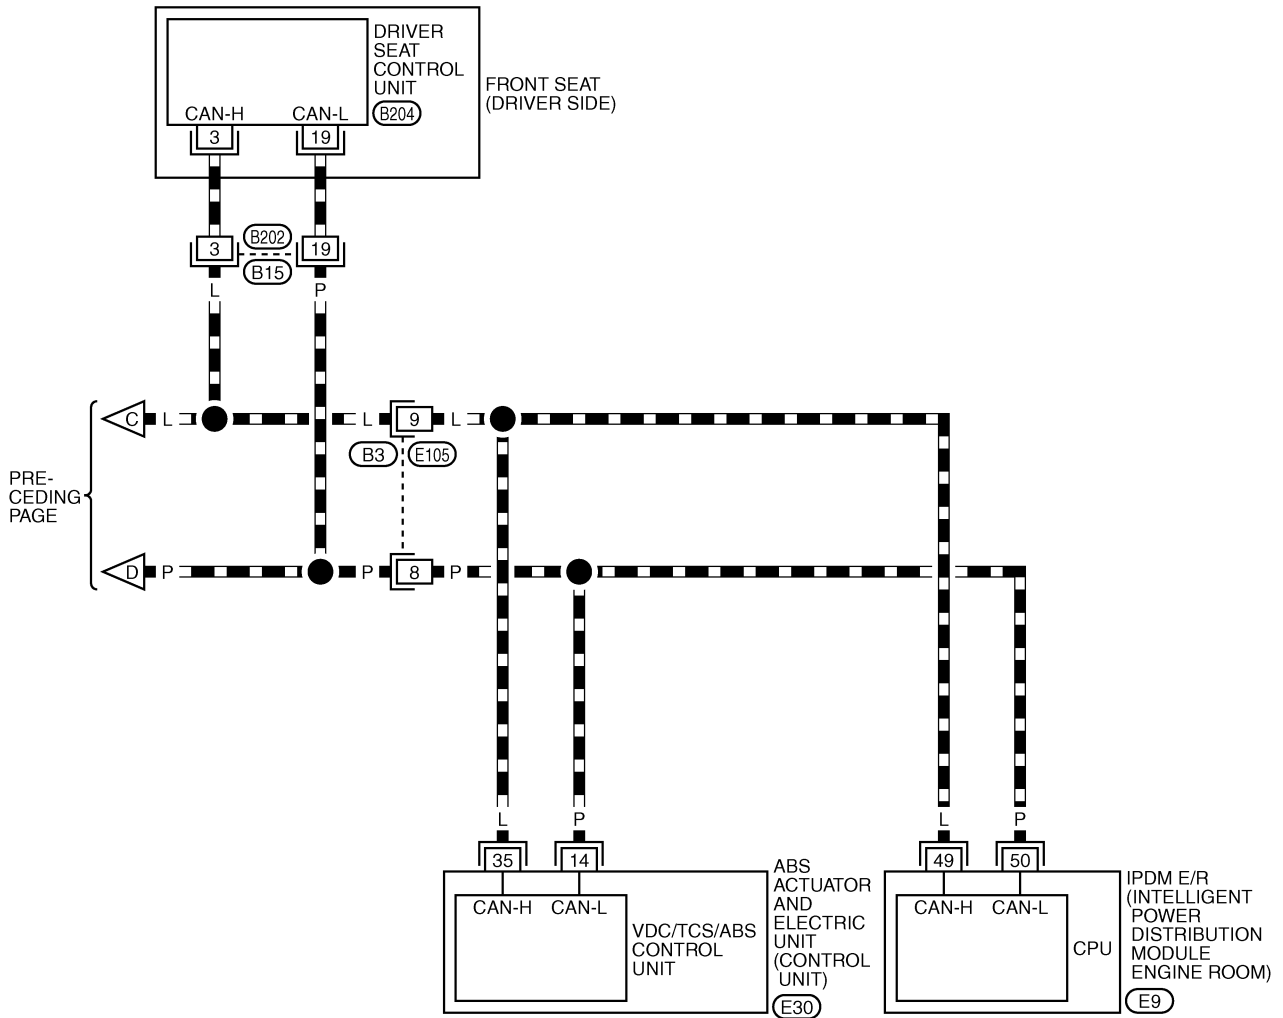 DRIVER
SEAT
CONTROL
UNIT
B204
FRONT SEAT
(DRIVER SIDE)
CAN-H
CAN-L
3
19
3
B202
B15
19
L
P
PRE-
CEDING
PAGE
C
L
L
9
L
B3
E105
D
P
P
8
P
L
P
L
P
35
14
49
50
CAN-H
CAN-L
VDC/TCS/ABS
CONTROL
UNIT
ABS
ACTUATOR
AND
ELECTRIC
UNIT
(CONTROL
UNIT)
E30
CAN-H
CAN-L
CPU
IPDM E/R
(INTELLIGENT
POWER
DISTRIBUTION
MODULE
ENGINE ROOM)
E9